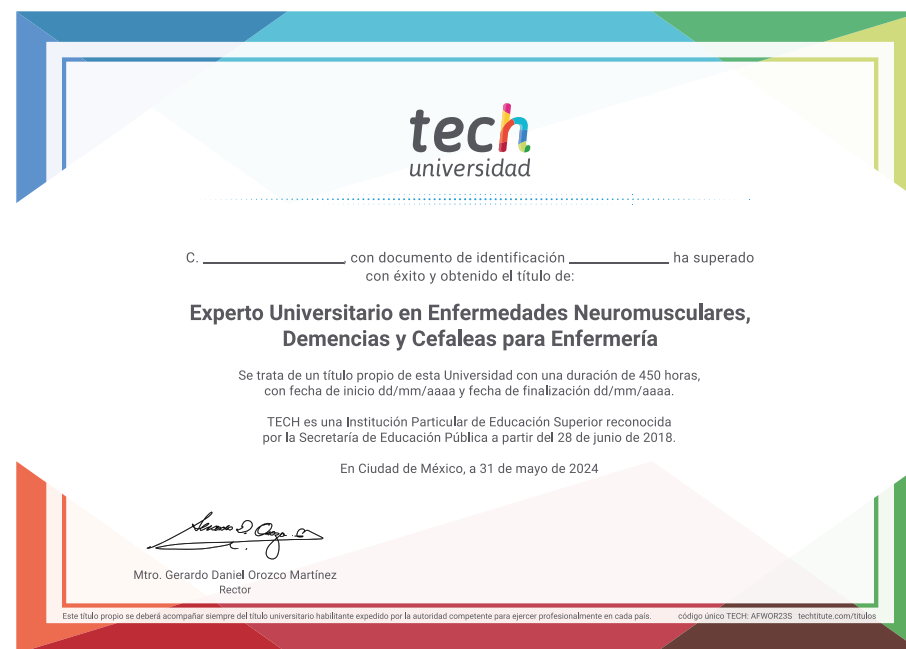 tech
universidad
C. ____________________, con documento de identificación ______________ ha superado
con éxito y obtenido el título de:
Experto Universitario en Enfermedades Neuromusculares,
Demencias y Cefaleas para Enfermería
Se trata de un título propio de esta Universidad con una duración de 450 horas,
con fecha de inicio dd/mm/aaaa y fecha de finalización dd/mm/aaaa.
TECH es una Institución Particular de Educación Superior reconocida
por la Secretaría de Educación Pública a partir del 28 de junio de 2018.
En Ciudad de México, a 31 de mayo de 2024
Mtro. Gerardo Daniel Orozco Martínez
Rector
Este título propio se deberá acompañar siempre del título universitario habilitante expedido por la autoridad competente para ejercer profesionalmente en cada país. código único TECH: AFWOR23S techtitute.com/titulos